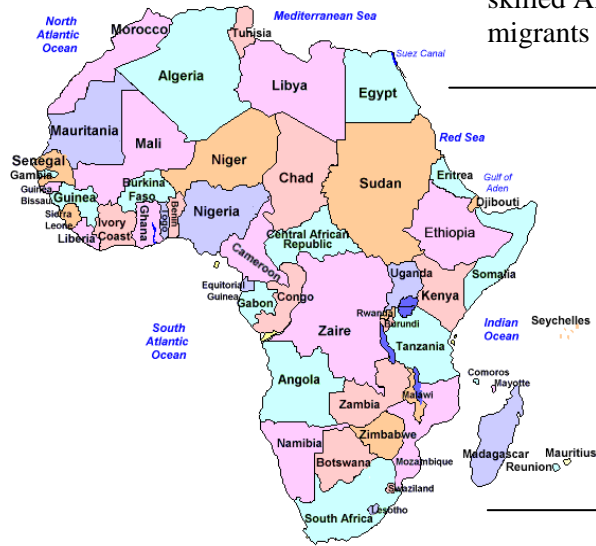 skilled
migrants
North
Atlantic
Ocean
Mediterranean Sea
Morocco
Tunisia
Suez Canal
Algeria
Libya
Egypt
Mauritania
Mali
Niger
Chad
Sudan
Red Sea
Senegal
Gambia
Guinea
Bissau
Guinea
Sierra
Leone
Liberia
Ivory
Coast
Burkina
Faso
Ghana
Togo
Benin
Nigeria
Eritrea
Gulf of
Aden
Djibouti
Ethiopia
Central African
Republic
Cameroon
Somalia
Equitorial
Guinea
Gabon
Congo
Uganda
Kenya
Rwanda
Burundi
Zaire
Tanzania
Indian
Ocean
Seychelles
South
Atlantic
Ocean
Angola
Comoros
Mayotte
Malawi
Zambia
Zimbabwe
Namibia
Botswana
Mozambique
Madagascar
Mauritius
Reunion
Swaziland
Lesotho
South Africa